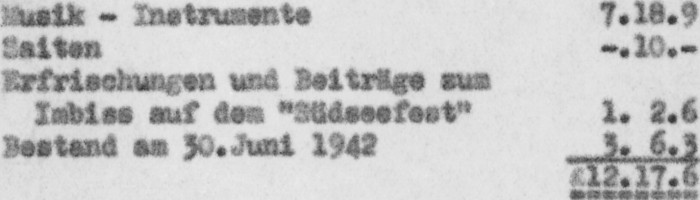 Musik - Instrumente 7.18.9
Saiten -.10.-
Erfrischungen und Beiträge zum
Imbiss auf dem "Südseefest" 1. 2.6
Bestand am 30.Juni 1942 3. 6.3
£12.17.6